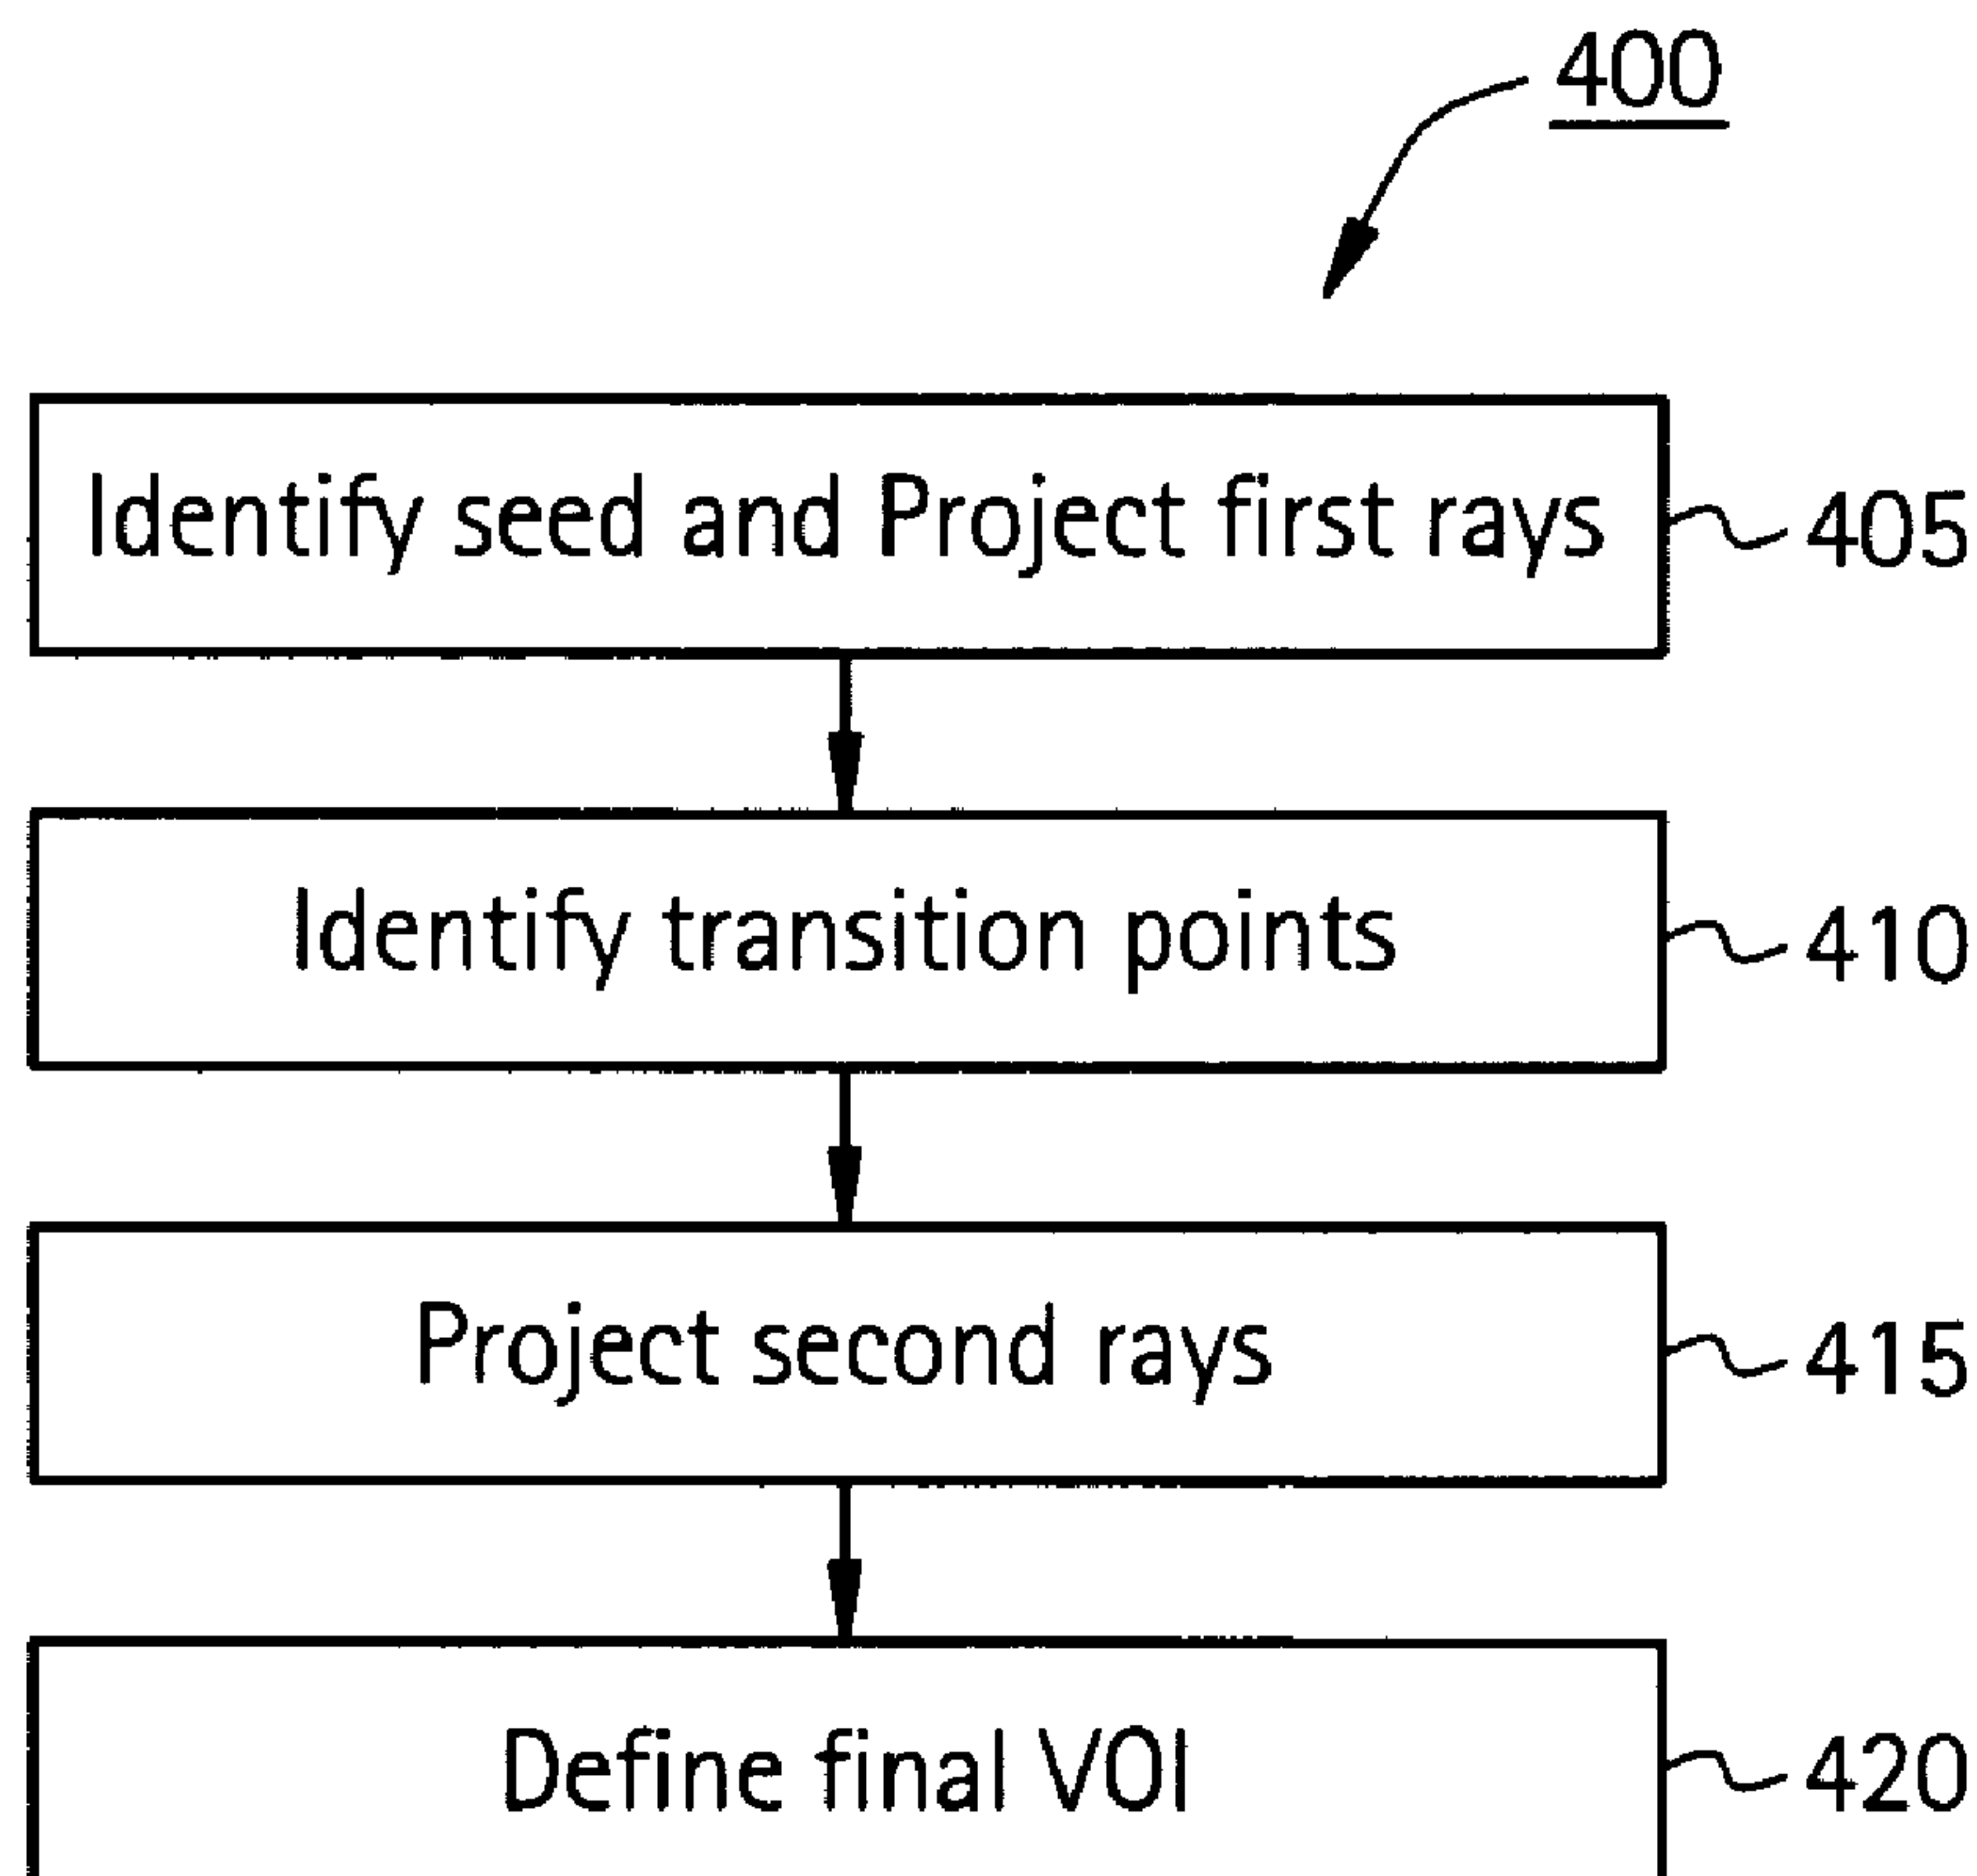 400
Identify seed and Project first rays 405
Identify transition points 410
Project second rays 415
Define final VOI 420